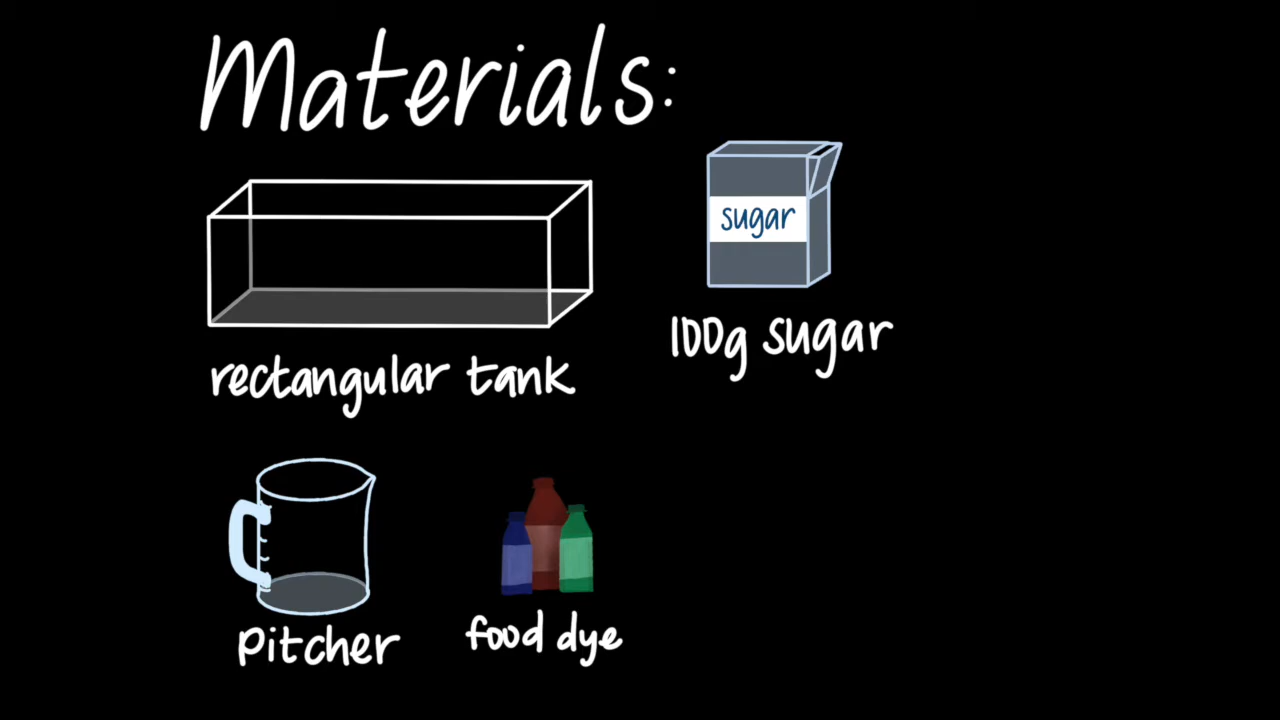 Materials:
sugar
rectangular tank
100g sugar
Pitcher
food dye